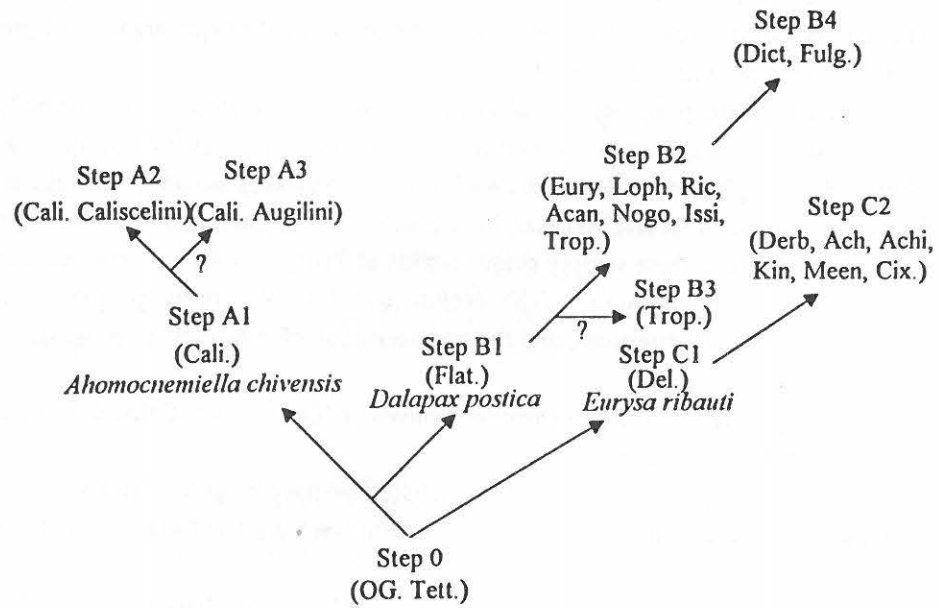 Step B4
(Dict, Fulg.)
Step A2
(Cali. Caliscelini)
Step A3
(Cali. Augilini)
?
Step B2
(Eury, Loph, Ric,
Acan, Nogo, Issi,
Trop.)
Step C2
(Derb, Ach, Achi,
Kin, Meen, Cix.)
Step B3
(Trop.)
?
Step A1
(Cali.)
Ahomocnemiella chivensis
Step B1
(Flat.)
Dalapax postica
Step C1
(Del.)
Eurysa ribauti
Step 0
(OG. Tett.)